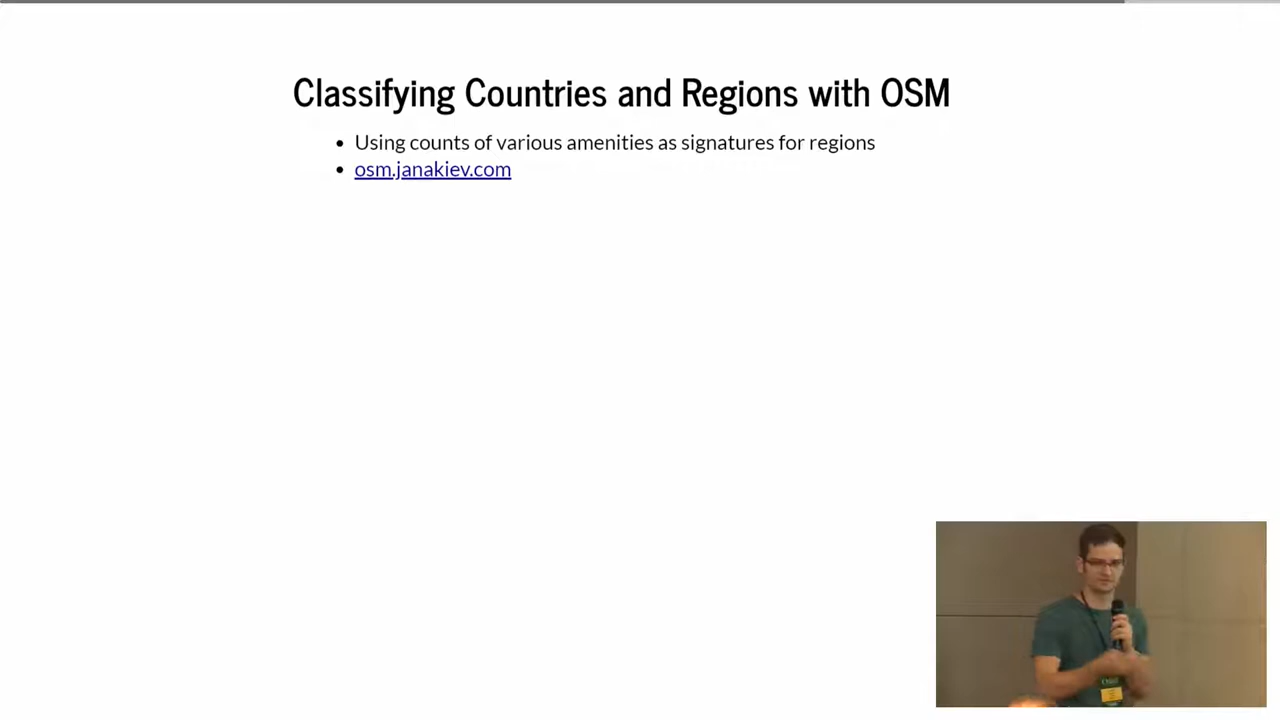 Classifying Countries and Regions with OSM
• Using counts of various amenities as signatures for regions
• osm.janakiev.com